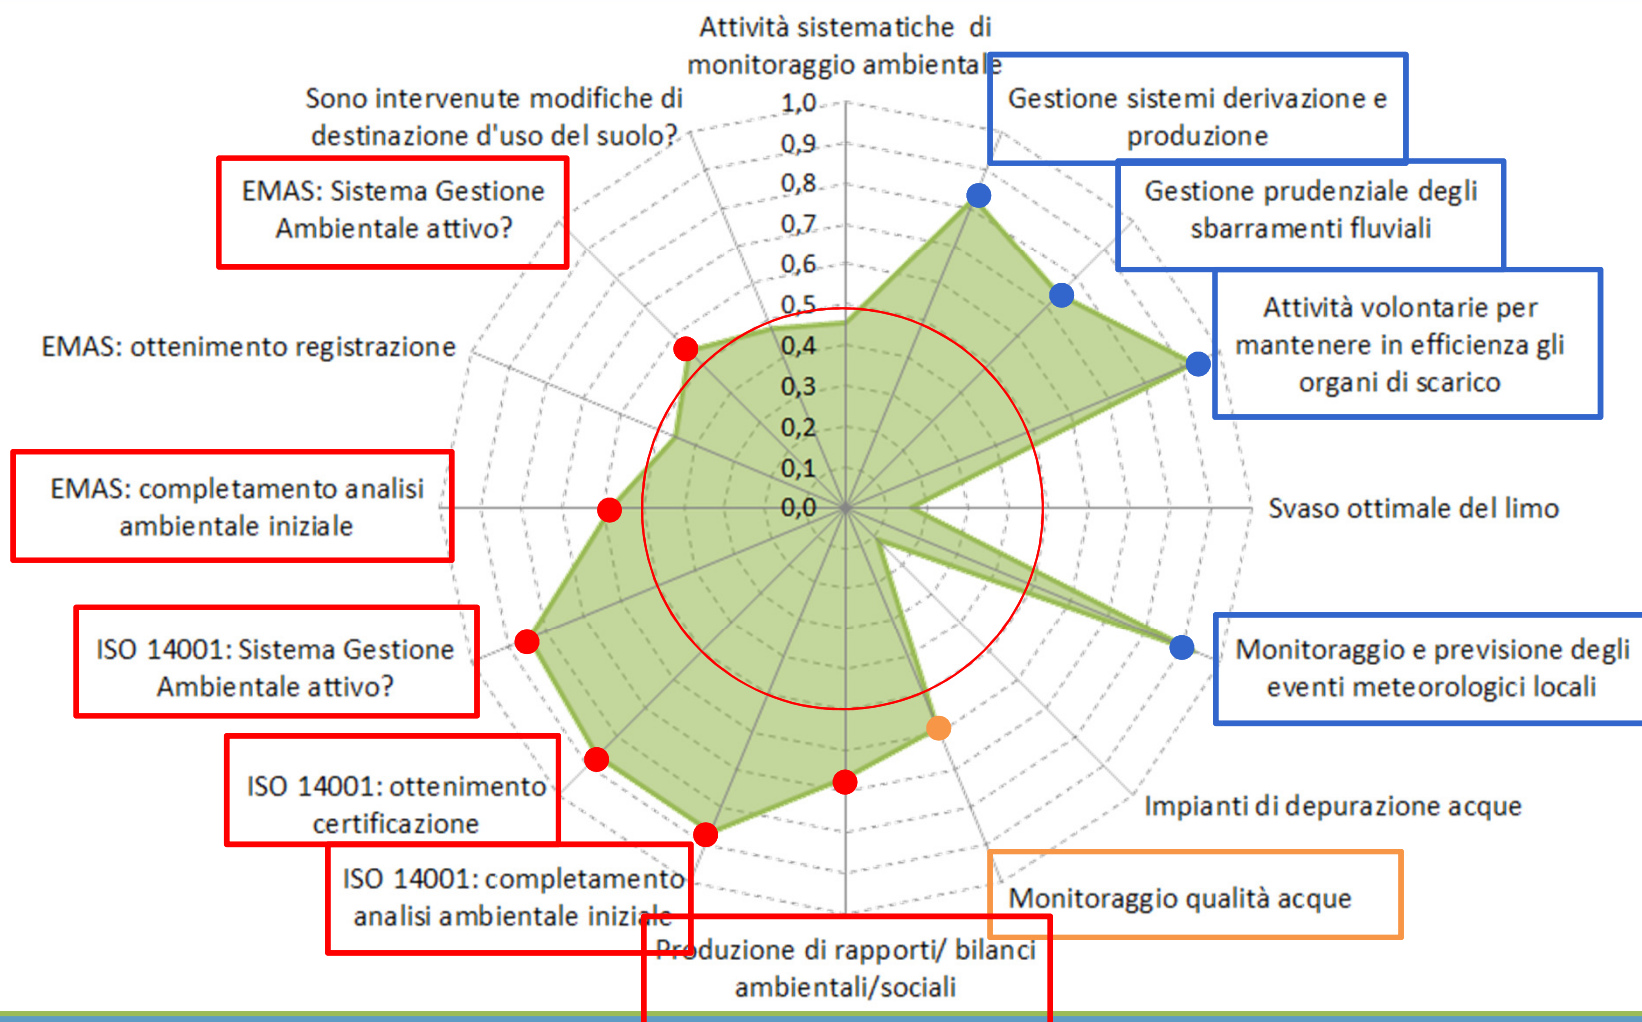 Attività sistematiche di
monitoraggio ambientale
Gestione sistemi derivazione e
produzione
Gestione prudenziale degli
sbarramenti fluviali
Attività volontarie per
mantenere in efficienza gli
organi di scarico
Svaso ottimale del limo
Monitoraggio e previsione degli
eventi meteorologici locali
Impianti di depurazione acque
Monitoraggio qualità acque
Produzione di rapporti/ bilanci
ambientali/sociali
ISO 14001: completamento
analisi ambientale iniziale
ISO 14001: ottenimento
certificazione
ISO 14001: Sistema Gestione
Ambientale attivo?
EMAS: completamento analisi
ambientale iniziale
EMAS: ottenimento registrazione
EMAS: Sistema Gestione
Ambientale attivo?
Sono intervenute modifiche di
destinazione d'uso del suolo?
1,0
0,9
0,8
0,7
0,6
0,5
0,4
0,3
0,2
0,1
0,0